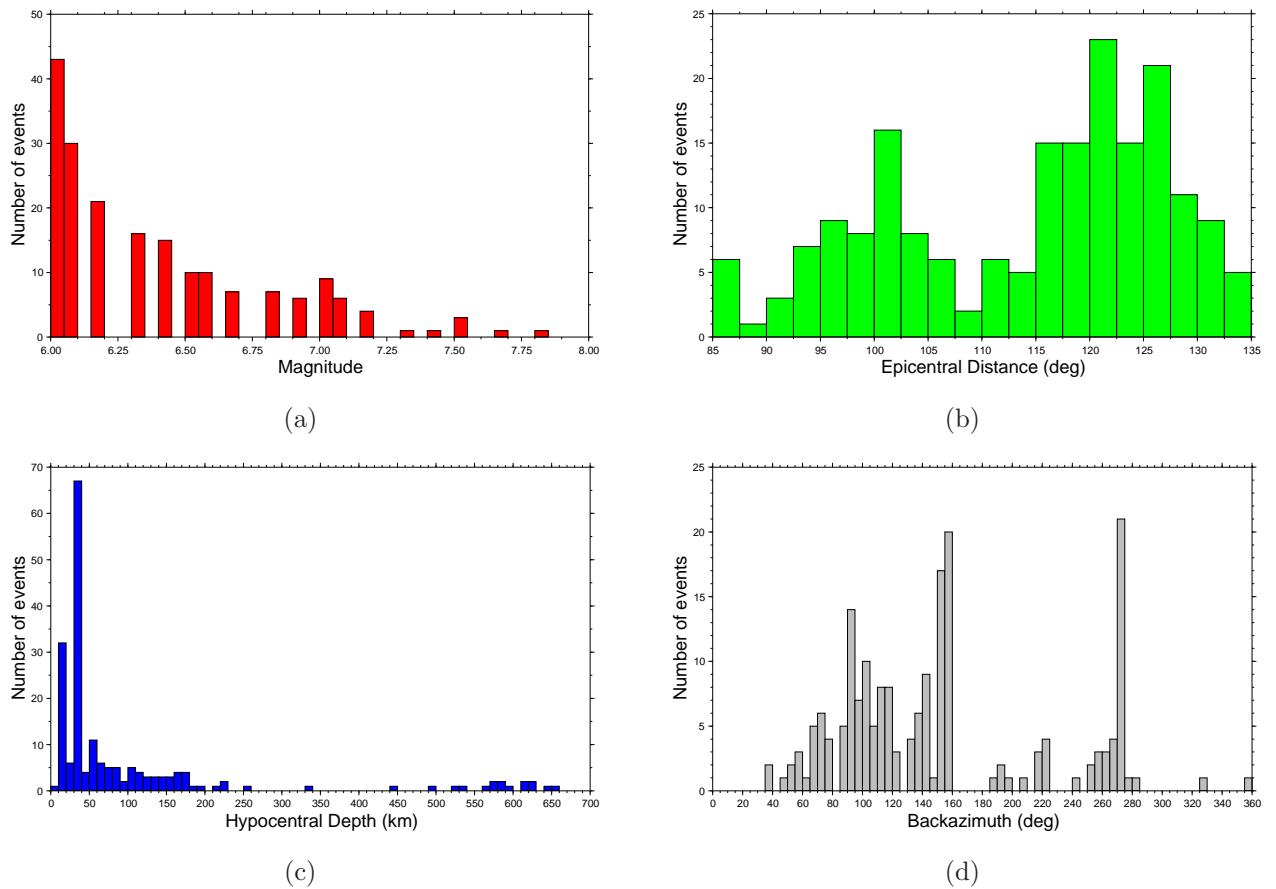 50
40
30
20
10
0
Number of events
6.00 6.25 6.50 6.75 7.00 7.25 7.50 7.75 8.00
Magnitude
(a)
25
20
15
10
5
0
Number of events
85 90 95 100 105 110 115 120 125 130 135
Epicentral Distance (deg)
(b)
70
60
50
40
30
20
10
0
Number of events
0 50 100 150 200 250 300 350 400 450 500 550 600 650 700
Hypocentral Depth (km)
(c)
25
20
15
10
5
0
Number of events
0 20 40 60 80 100 120 140 160 180 200 220 240 260 280 300 320 340 360
Backazimuth (deg)
(d)